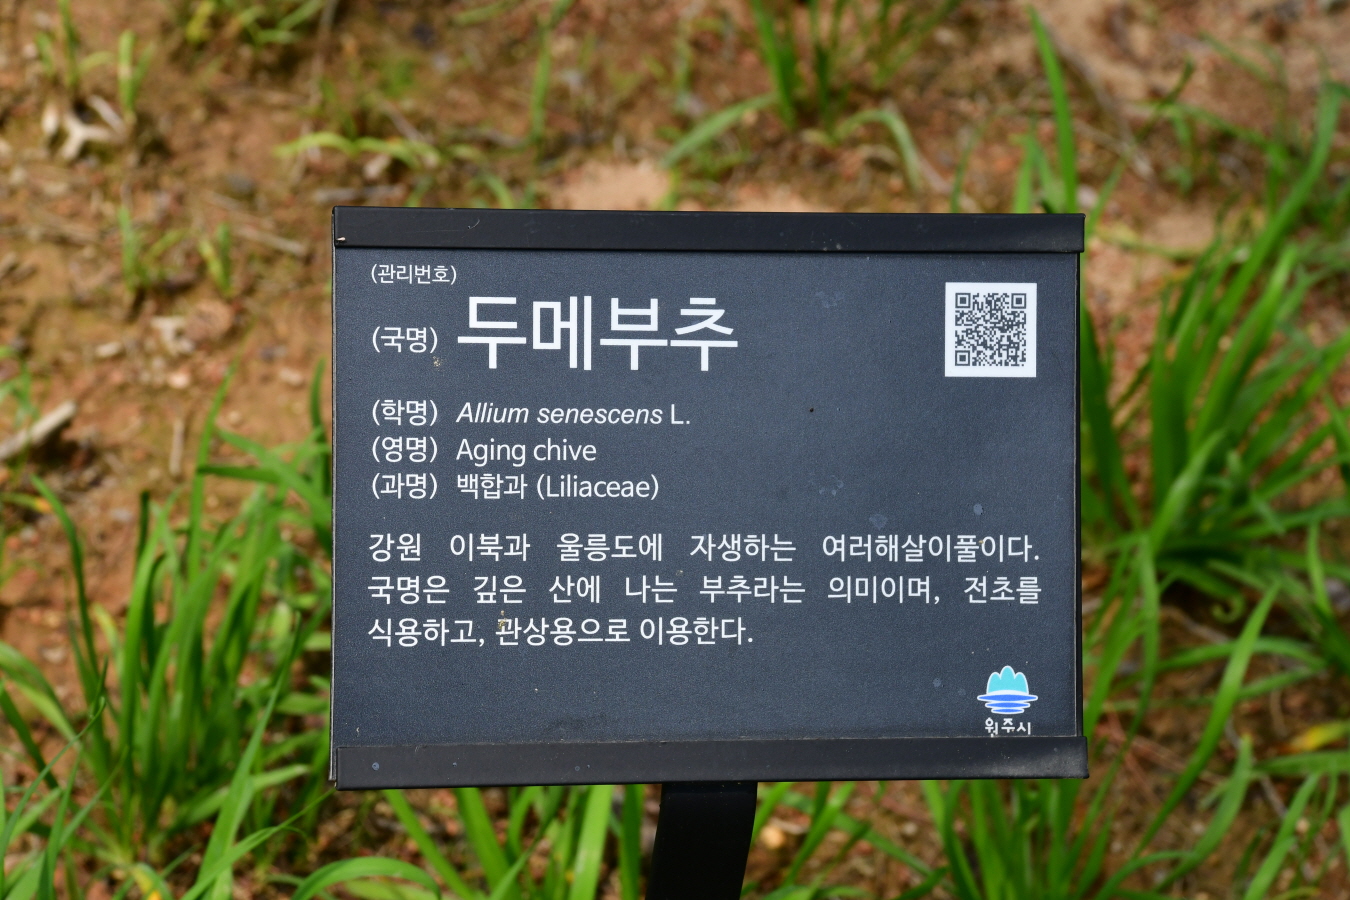 (관리번호)
(국명) 두메부추
(학명) Allium senescens L.
(영명) Aging chive
(과명) 백합과 (Liliaceae)
강원 이북과 울릉도에 자생하는 여러해살이풀이다.
국명은 깊은 산에 나는 부추라는 의미이며, 전초를
식용하고, 관상용으로 이용한다.
원주시